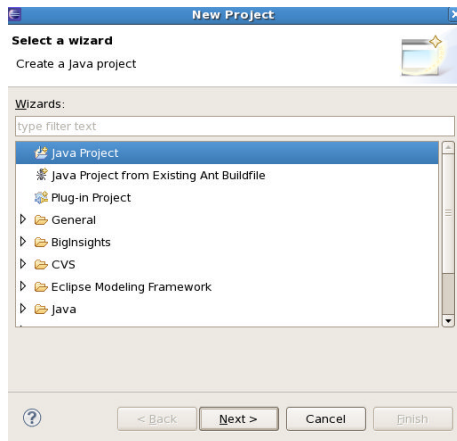 New Project
Select a wizard
Create a Java project
Wizards:
type filter text
Java Project
Java Project from Existing Ant Buildfile
Plug-in Project
General
BigInsights
CVS
Eclipse Modeling Framework
Java
?
< Back Next > Cancel Finish